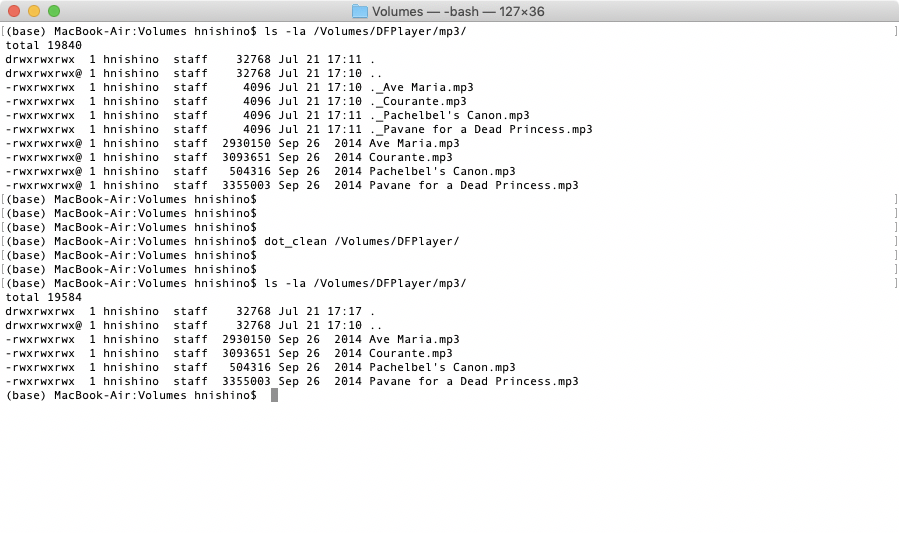 Volumes — -bash — 127×36
[(base) MacBook-Air:Volumes hnishino$ ls -la /Volumes/DFPlayer/mp3/ ]
total 19840
drwxrwxrwx  1 hnishino  staff    32768 Jul 21 17:11 .
drwxrwxrwx@ 1 hnishino  staff    32768 Jul 21 17:10 ..
-rwxrwxrwx  1 hnishino  staff     4096 Jul 21 17:10 ._Ave Maria.mp3
-rwxrwxrwx  1 hnishino  staff     4096 Jul 21 17:10 ._Courante.mp3
-rwxrwxrwx  1 hnishino  staff     4096 Jul 21 17:11 ._Pachelbel's Canon.mp3
-rwxrwxrwx  1 hnishino  staff     4096 Jul 21 17:11 ._Pavane for a Dead Princess.mp3
-rwxrwxrwx@ 1 hnishino  staff  2930150 Sep 26  2014 Ave Maria.mp3
-rwxrwxrwx@ 1 hnishino  staff  3093651 Sep 26  2014 Courante.mp3
-rwxrwxrwx@ 1 hnishino  staff   504316 Sep 26  2014 Pachelbel's Canon.mp3
-rwxrwxrwx@ 1 hnishino  staff  3355003 Sep 26  2014 Pavane for a Dead Princess.mp3
[(base) MacBook-Air:Volumes hnishino$ ]
[(base) MacBook-Air:Volumes hnishino$ ]
[(base) MacBook-Air:Volumes hnishino$ ]
[(base) MacBook-Air:Volumes hnishino$ dot_clean /Volumes/DFPlayer/ ]
[(base) MacBook-Air:Volumes hnishino$ ]
[(base) MacBook-Air:Volumes hnishino$ ]
[(base) MacBook-Air:Volumes hnishino$ ls -la /Volumes/DFPlayer/mp3/ ]
total 19584
drwxrwxrwx  1 hnishino  staff    32768 Jul 21 17:17 .
drwxrwxrwx@ 1 hnishino  staff    32768 Jul 21 17:10 ..
-rwxrwxrwx  1 hnishino  staff  2930150 Sep 26  2014 Ave Maria.mp3
-rwxrwxrwx  1 hnishino  staff  3093651 Sep 26  2014 Courante.mp3
-rwxrwxrwx  1 hnishino  staff   504316 Sep 26  2014 Pachelbel's Canon.mp3
-rwxrwxrwx  1 hnishino  staff  3355003 Sep 26  2014 Pavane for a Dead Princess.mp3
(base) MacBook-Air:Volumes hnishino$